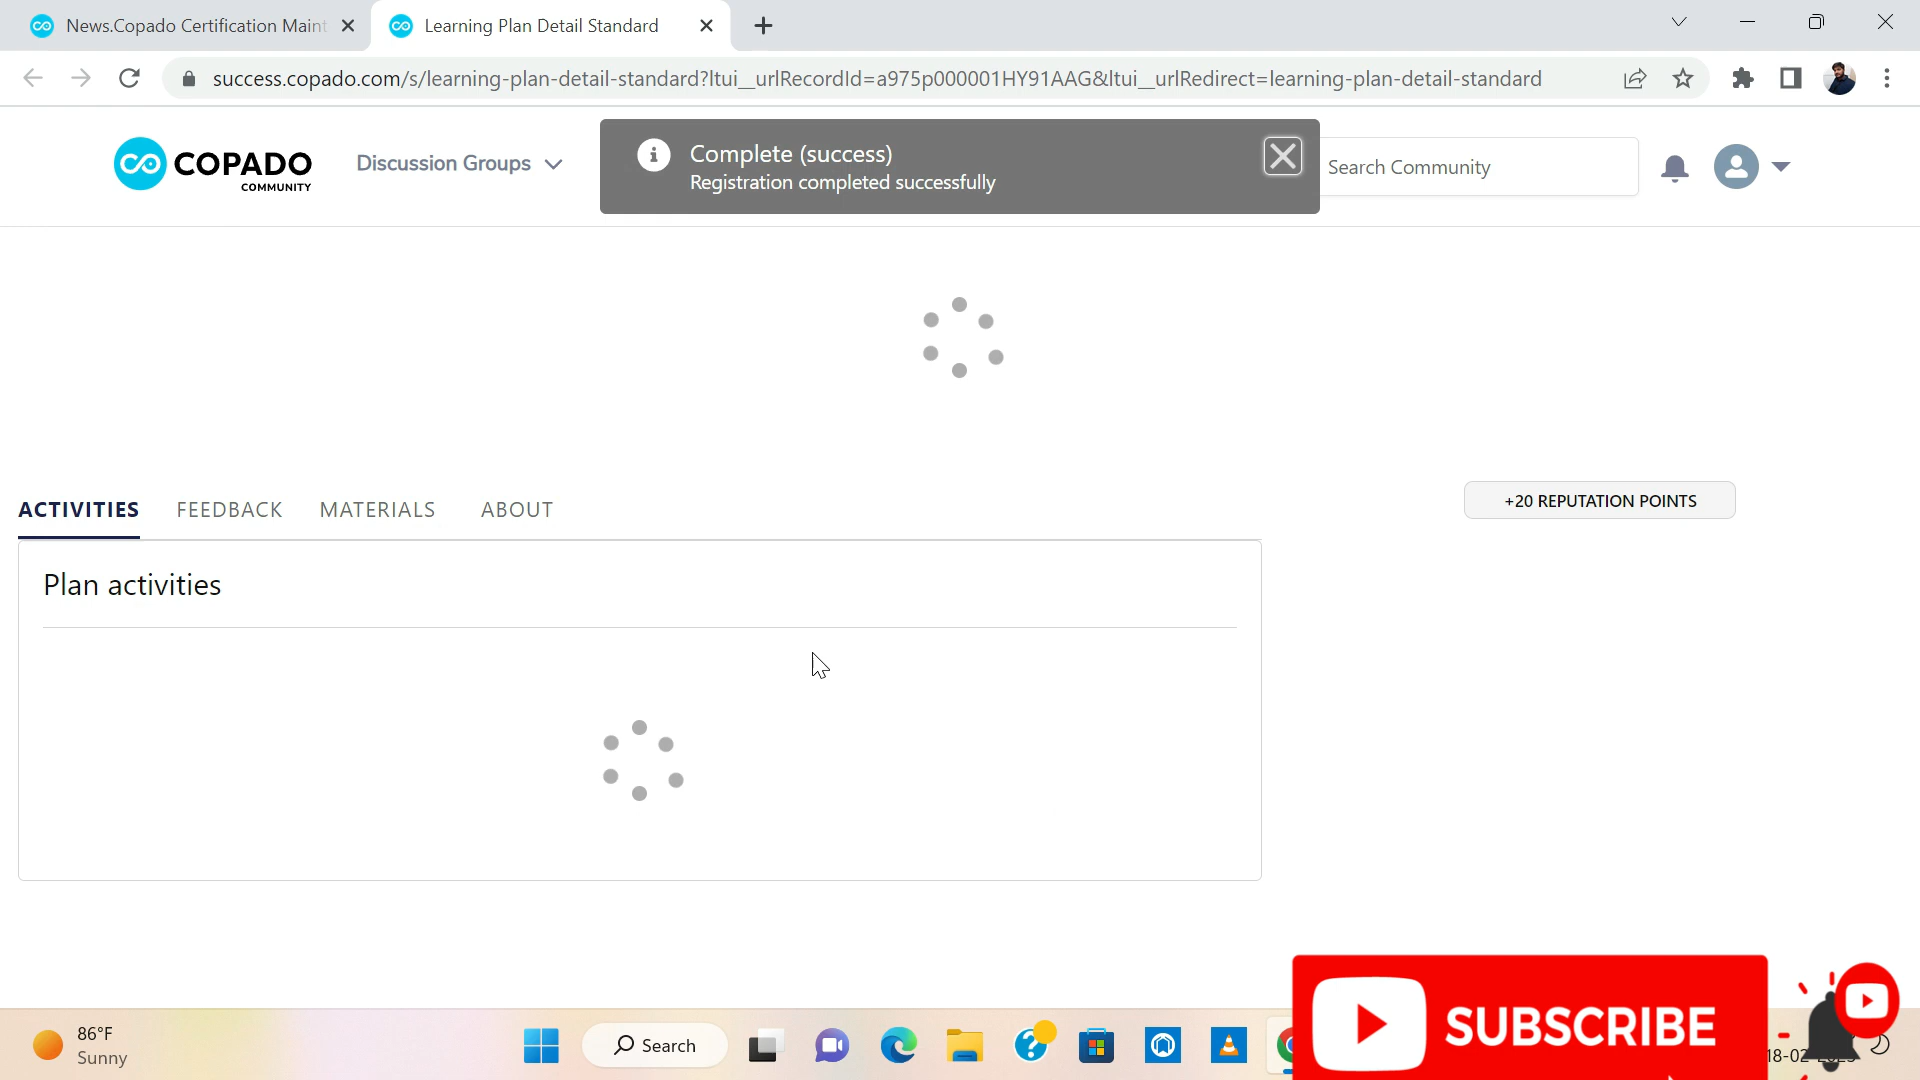 News.Copado Certification Maint
Learning Plan Detail Standard
success.copado.com/s/learning-plan-detail-standard?ltui__urlRecordId=a975p000001HY91AAG&ltui__urlRedirect=learning-plan-detail-standard
COPADO
COMMUNITY
Discussion Groups
Complete (success)
Registration completed successfully
Search Community
ACTIVITIES FEEDBACK MATERIALS ABOUT
+20 REPUTATION POINTS
Plan activities
86°F
Sunny
Search
SUBSCRIBE